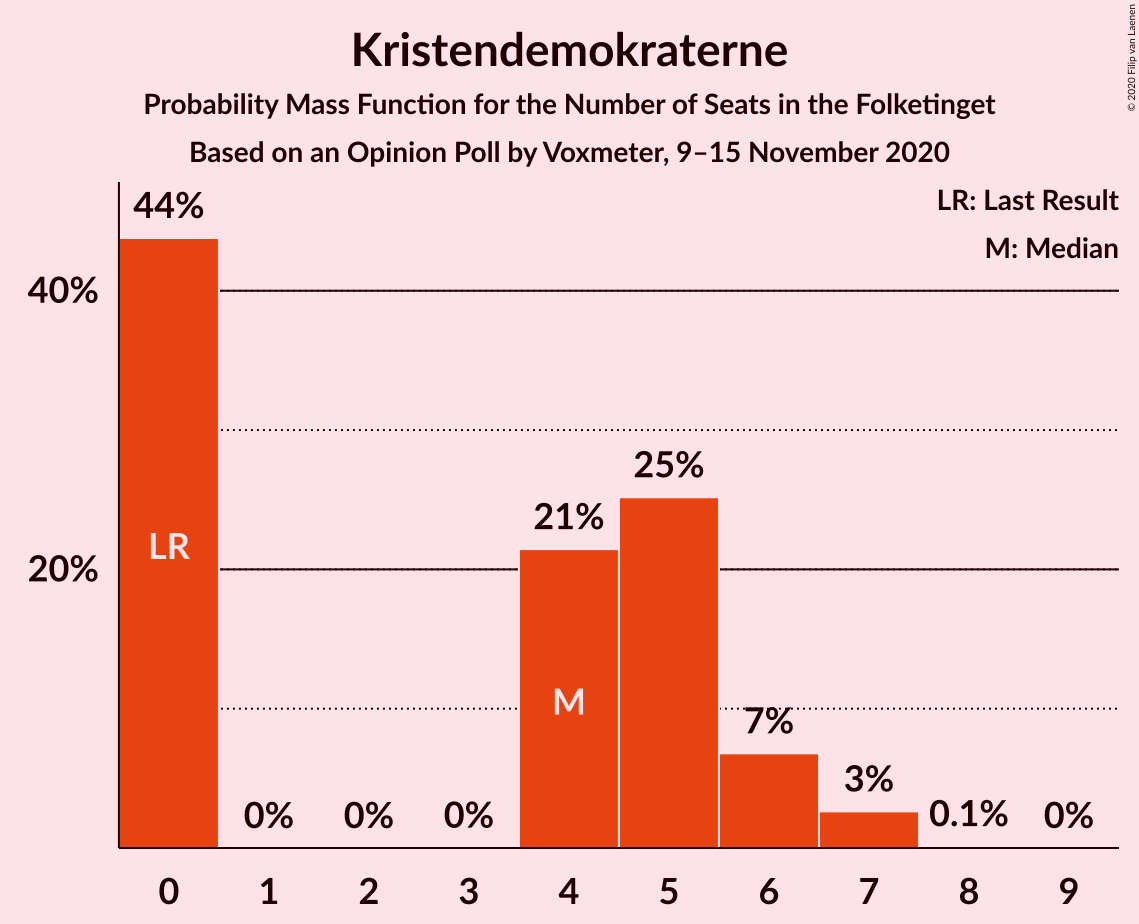 Kristendemokraterne
Probability Mass Function for the Number of Seats in the Folketinget
Based on an Opinion Poll by Voxmeter, 9–15 November 2020
© 2020 Filip van Laenen
LR: Last Result
M: Median
44%
40%
25%
21%
LR
20%
M
7%
3%
0% 0% 0% 0.1% 0%
0 1 2 3 4 5 6 7 8 9